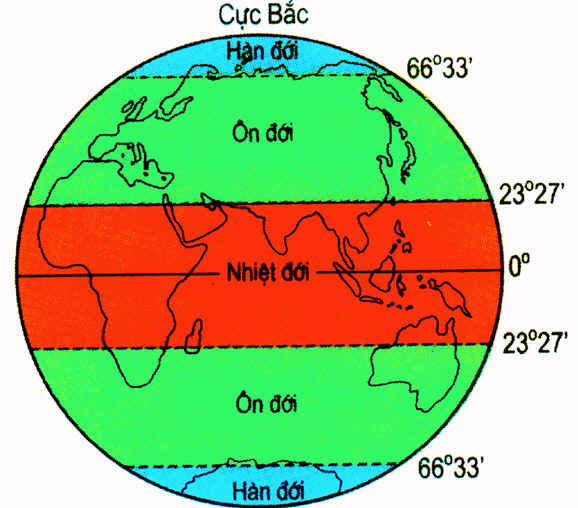 Cực Bắc
Hàn đới
66°33'
Ôn đới
23°27'
Nhiệt đới
0°
23°27'
Ôn đới
66°33'
Hàn đới